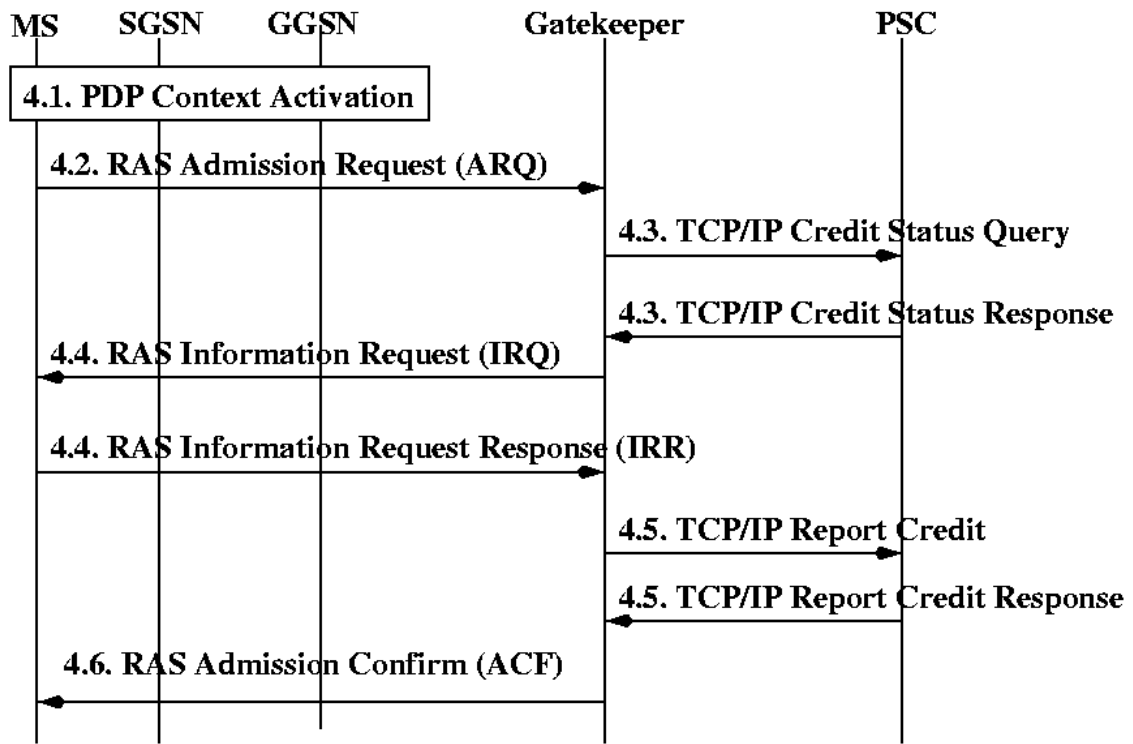 MS SGSN GGSN Gatekeeper PSC
4.1. PDP Context Activation
4.2. RAS Admission Request (ARQ)
4.3. TCP/IP Credit Status Query
4.3. TCP/IP Credit Status Response
4.4. RAS Information Request (IRQ)
4.4. RAS Information Request Response (IRR)
4.5. TCP/IP Report Credit
4.5. TCP/IP Report Credit Response
4.6. RAS Admission Confirm (ACF)